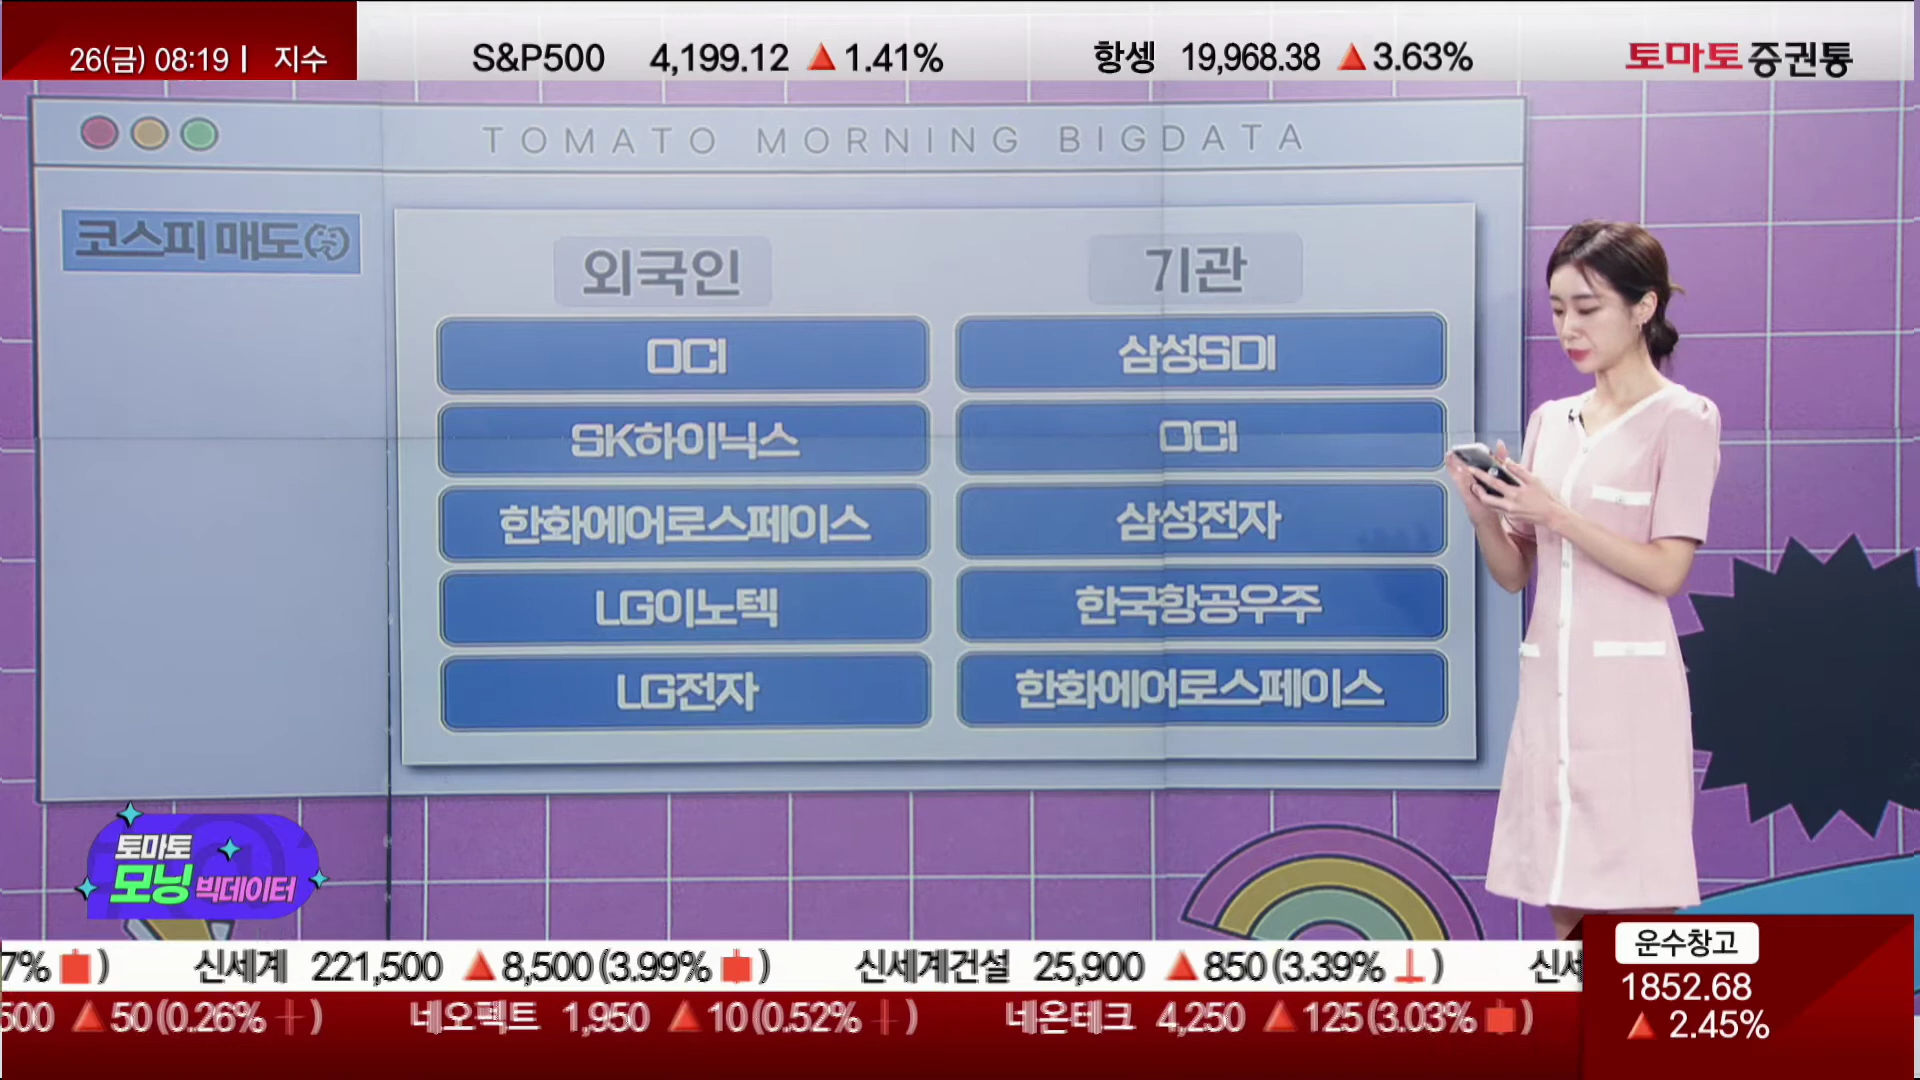 26(금) 08:19 | 지수
S&P500 4,199.12 ▲ 1.41%
항셍 19,968.38 ▲ 3.63%
토마토증권통
TOMATO MORNING BIGDATA
코스피 매도
외국인
기관
OCI
삼성SDI
SK하이닉스
OCI
한화에어로스페이스
삼성전자
LG이노텍
한국항공우주
LG전자
한화에어로스페이스
토마토
모닝 빅데이터
7% ) 신세계 221,500 ▲ 8,500 (3.99% ) 신세계건설 25,900 ▲ 850 (3.39% ) 신세
500 ▲ 50 (0.26% ) 네오펙트 1,950 ▲ 10 (0.52% ) 네온테크 4,250 ▲ 125 (3.03% )
운수창고
1852.68
▲ 2.45%